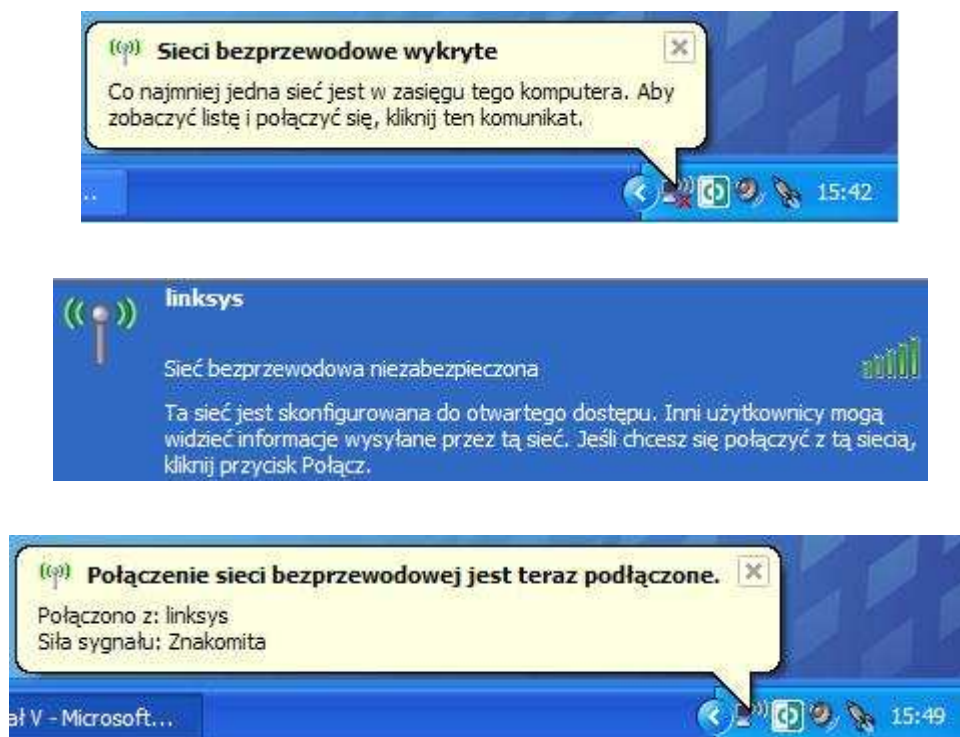 Sieci bezprzewodowe wykryte
Co najmniej jedna sieć jest w zasięgu tego komputera. Aby
zobaczyć listę i połączyć się, kliknij ten komunikat.
.. 15:42
linksys
Sieć bezprzewodowa niezabezpieczona
Ta sieć jest skonfigurowana do otwartego dostępu. Inni użytkownicy mogą
widzieć informacje wysyłane przez tą sieć. Jeśli chcesz się połączyć z tą siecią,
kliknij przycisk Połącz.
Połączenie sieci bezprzewodowej jest teraz podłączone.
Połączono z: linksys
Siła sygnału: Znakomita
ał V - Microsoft... 15:49